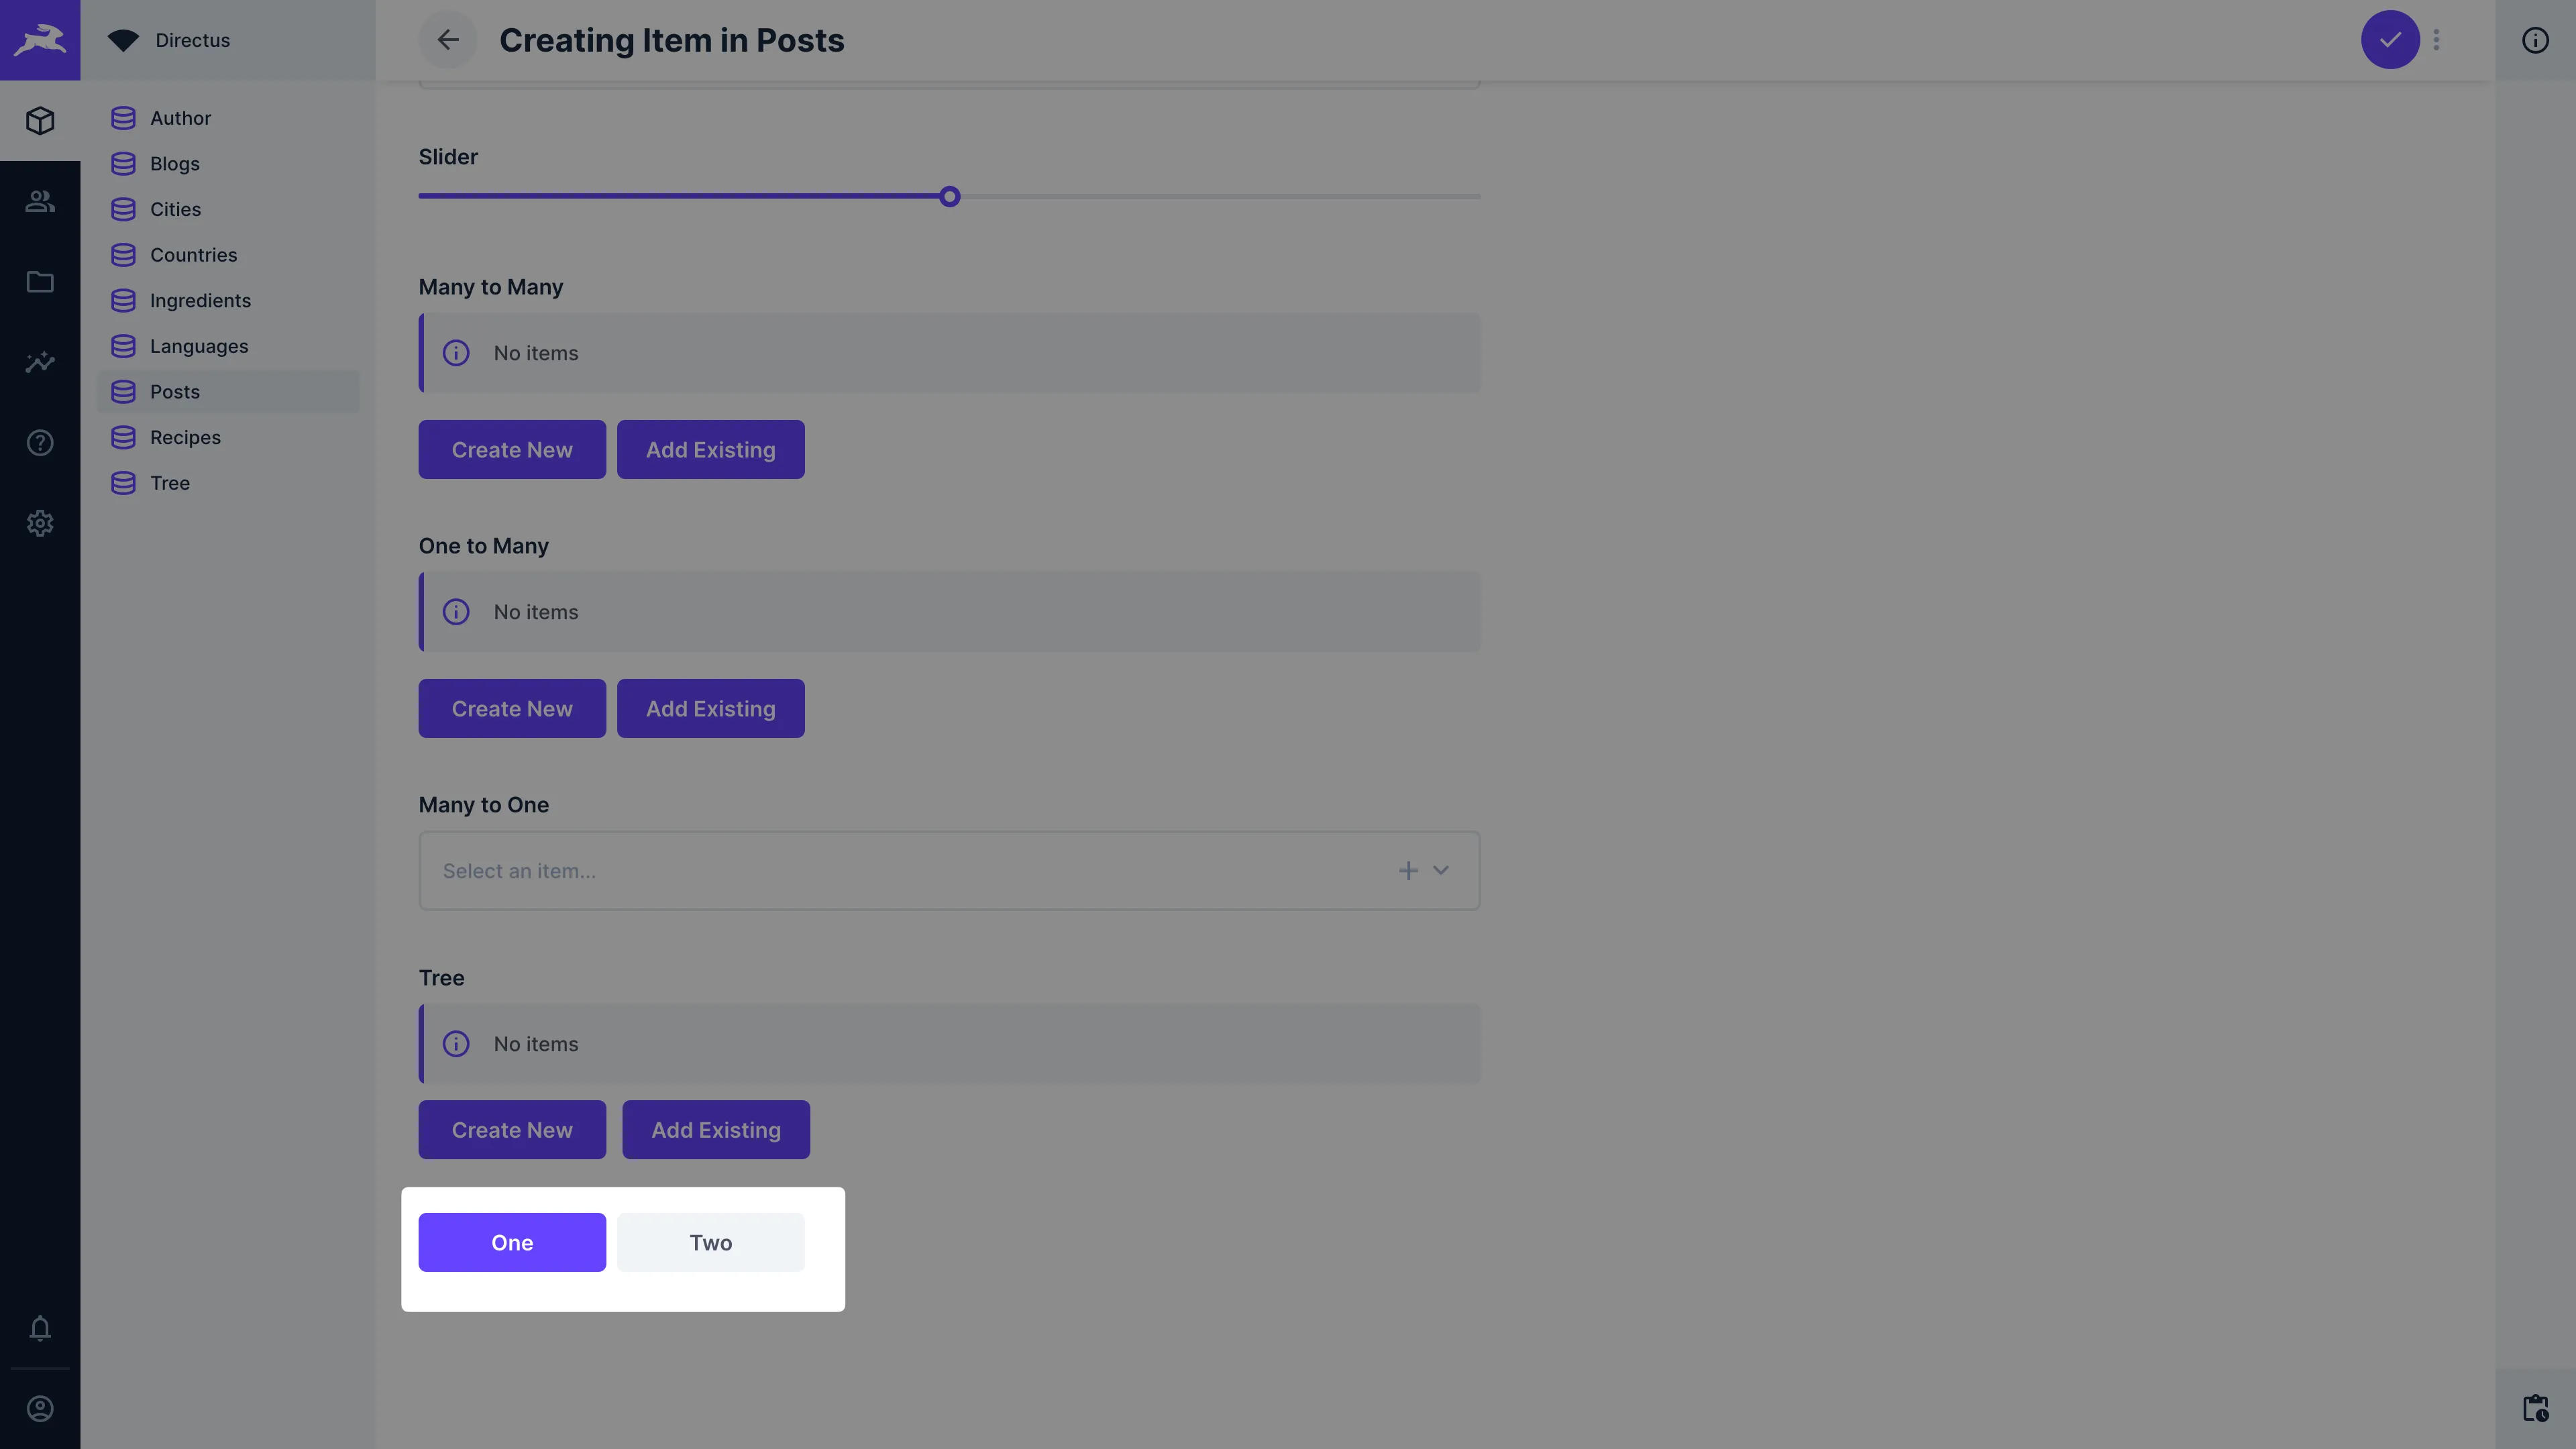 Directus
Creating Item in Posts
Author
Blogs
Cities
Countries
Ingredients
Languages
Posts
Recipes
Tree
Slider
Many to Many
No items
Create New
Add Existing
One to Many
No items
Create New
Add Existing
Many to One
Select an item...
Tree
No items
Create New
Add Existing
One
Two